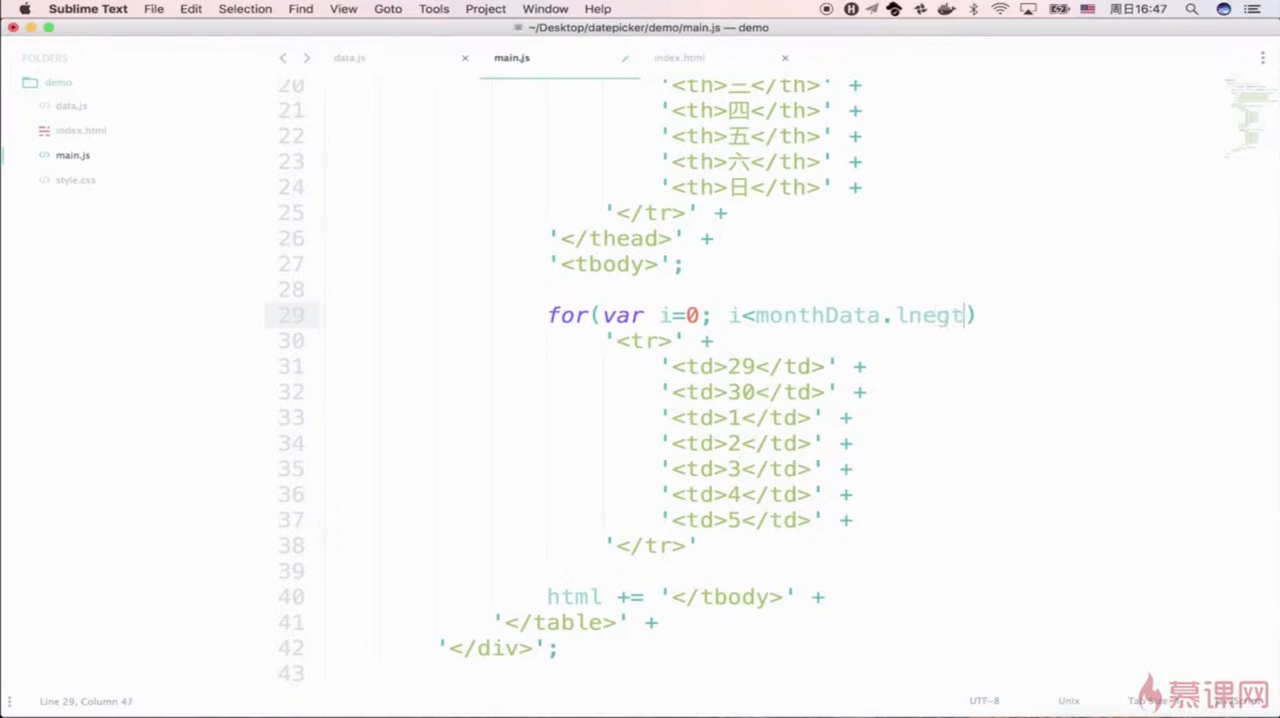 Sublime Text File Edit Selection Find View Goto Tools Project Window Help 周日16:47
~/Desktop/datepicker/demo/main.js — demo
FOLDERS
demo
data.js
index.html
main.js
style.css
data.js main.js index.html
20 '<th>三</th>' +
21 '<th>四</th>' +
22 '<th>五</th>' +
23 '<th>六</th>' +
24 '<th>日</th>' +
25 '</tr>' +
26 '</thead>' +
27 '<tbody>';
28
29 for(var i=0; i<monthData.lnegt)
30 '<tr>' +
31 '<td>29</td>' +
32 '<td>30</td>' +
33 '<td>1</td>' +
34 '<td>2</td>' +
35 '<td>3</td>' +
36 '<td>4</td>' +
37 '<td>5</td>' +
38 '</tr>'
39
40 html += '</tbody>' +
41 '</table>' +
42 '</div>';
43
Line 29, Column UTF-8 Unix
慕课网